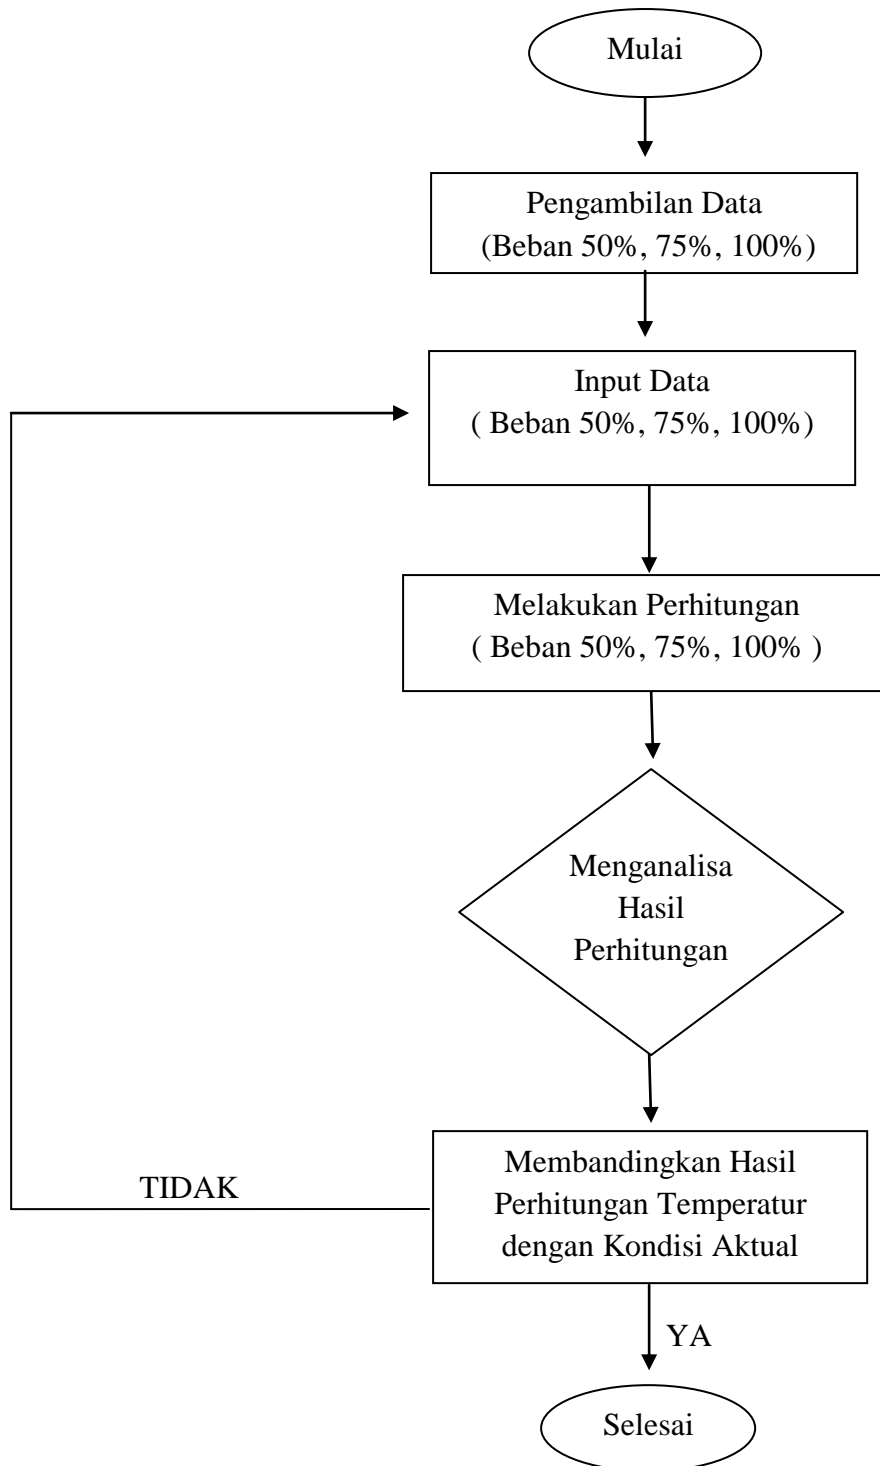 Mulai
Pengambilan Data
(Beban 50%, 75%, 100%)
Input Data
( Beban 50%, 75%, 100%)
Melakukan Perhitungan
( Beban 50%, 75%, 100% )
Menganalisa
Hasil
Perhitungan
Membandingkan Hasil
Perhitungan Temperatur
dengan Kondisi Aktual
TIDAK
YA
Selesai